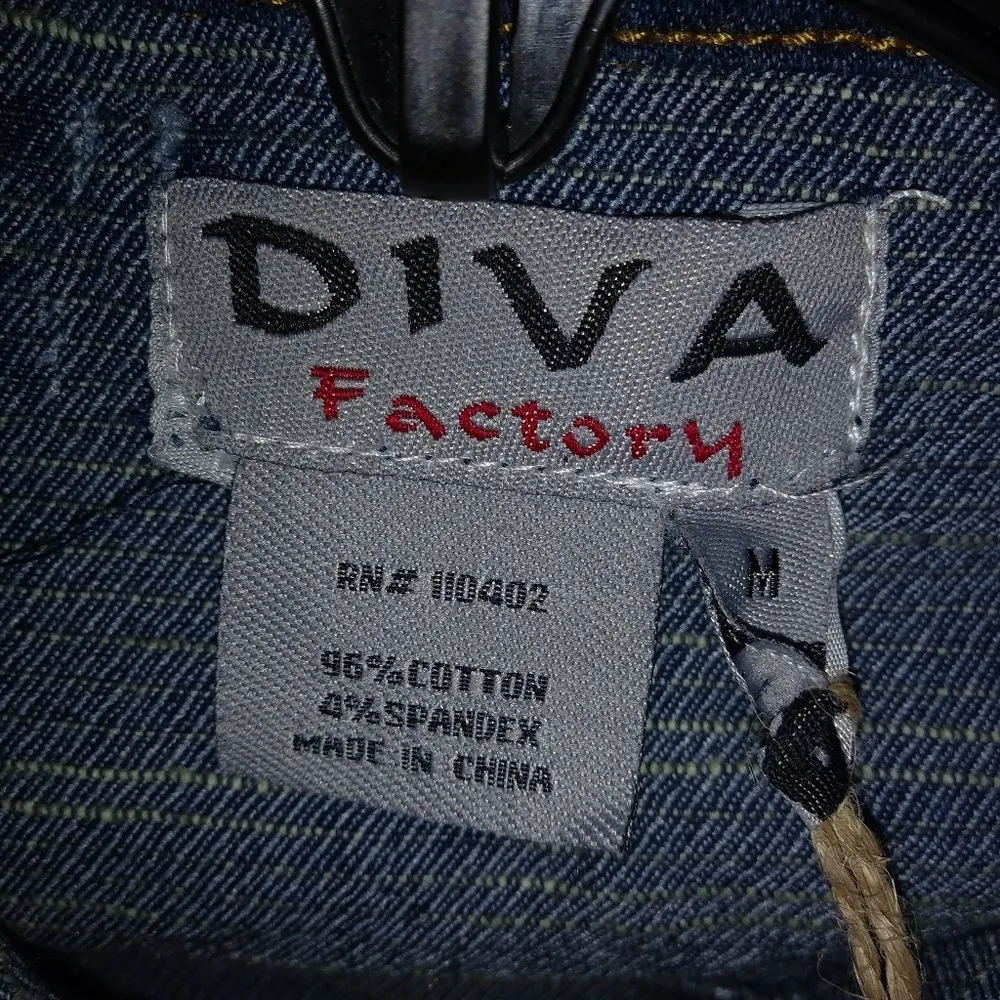 DIVA
Factory
M
RN# 110402
96%COTTON
4%SPANDEX
MADE IN CHINA